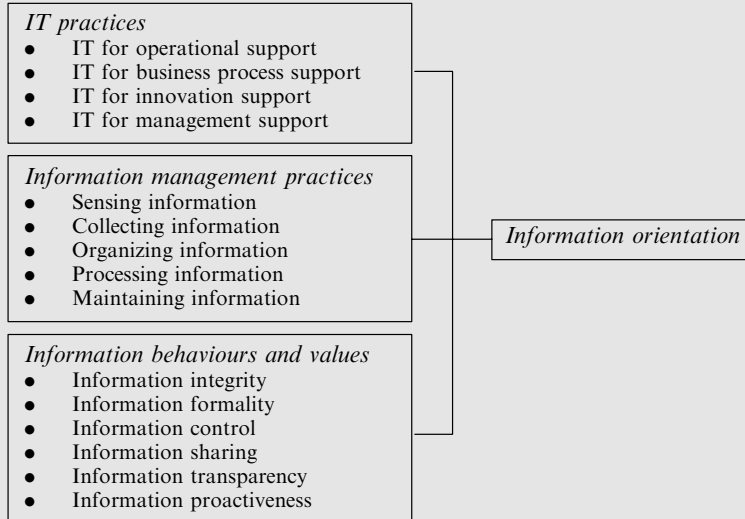 IT practices
● IT for operational support
● IT for business process support
● IT for innovation support
● IT for management support
Information management practices
● Sensing information
● Collecting information
● Organizing information
● Processing information
● Maintaining information
Information orientation
Information behaviours and values
● Information integrity
● Information formality
● Information control
● Information sharing
● Information transparency
● Information proactiveness